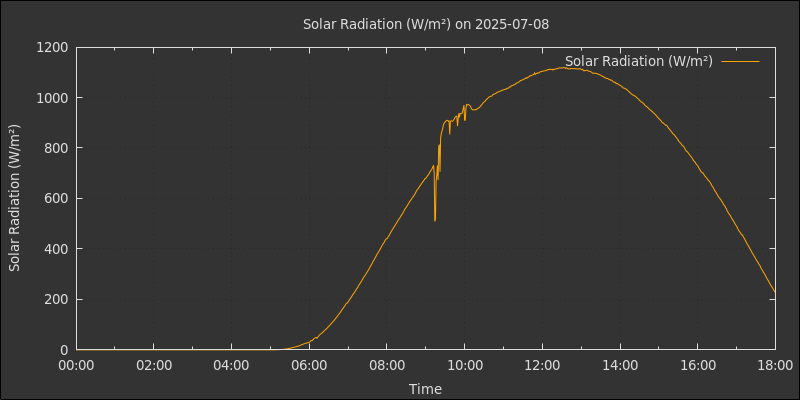 Solar Radiation (W/m²) on 2025-07-08
Solar Radiation (W/m²)
Solar Radiation (W/m²)
1200
1000
800
600
400
200
0
00:00 02:00 04:00 06:00 08:00 10:00 12:00 14:00 16:00 18:00
Time